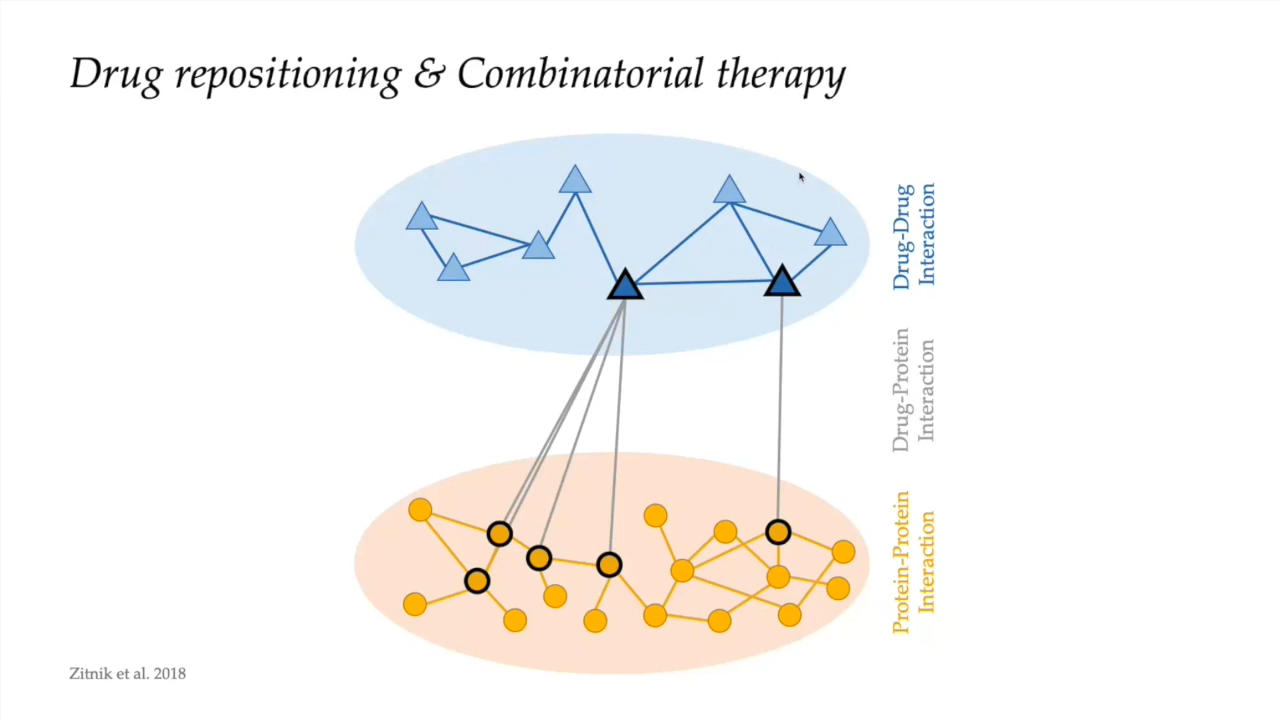 Drug repositioning & Combinatorial therapy
Drug-Drug
Interaction
Drug-Protein
Interaction
Protein-Protein
Interaction
Zitnik et al. 2018